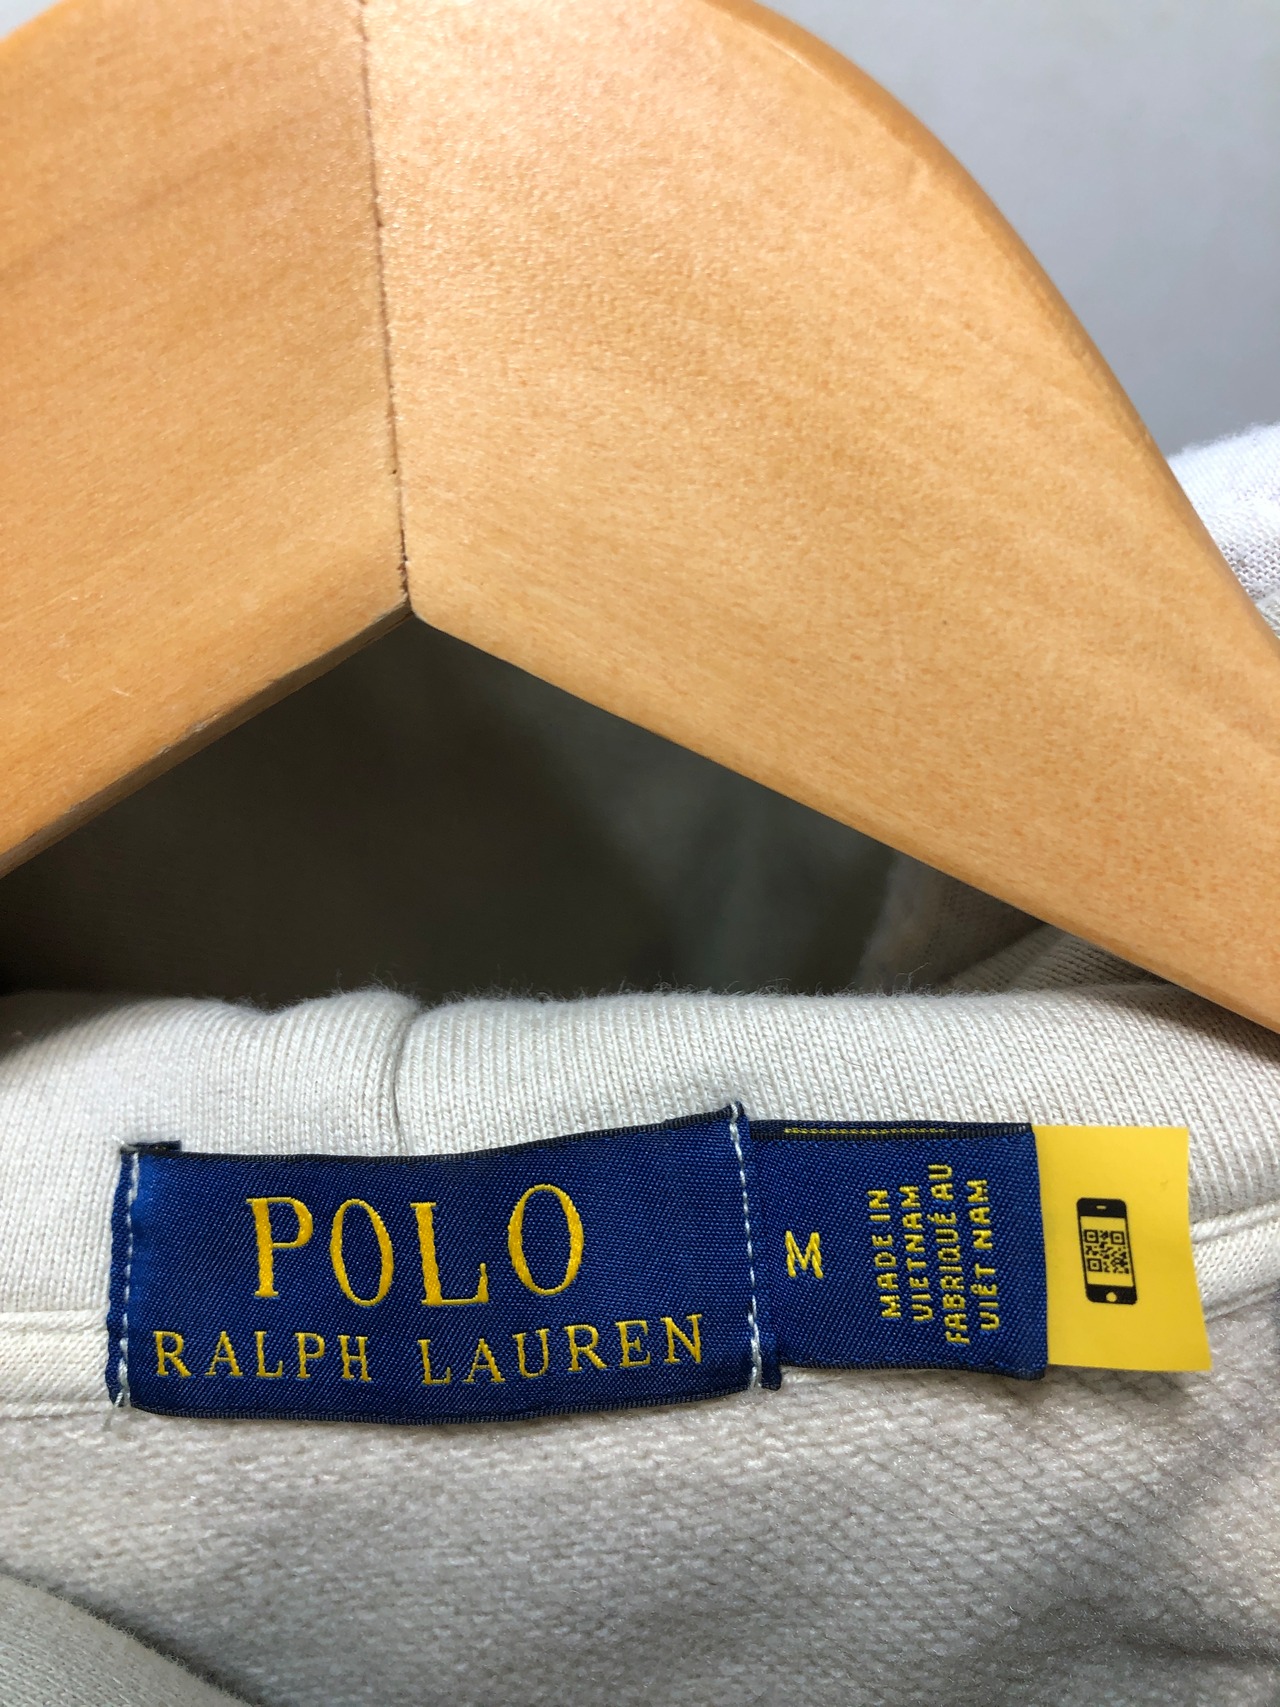 POLO
RALPH LAUREN
M
MADE IN
VIETNAM
FABRIQUÉ AU
VIÊT NAM